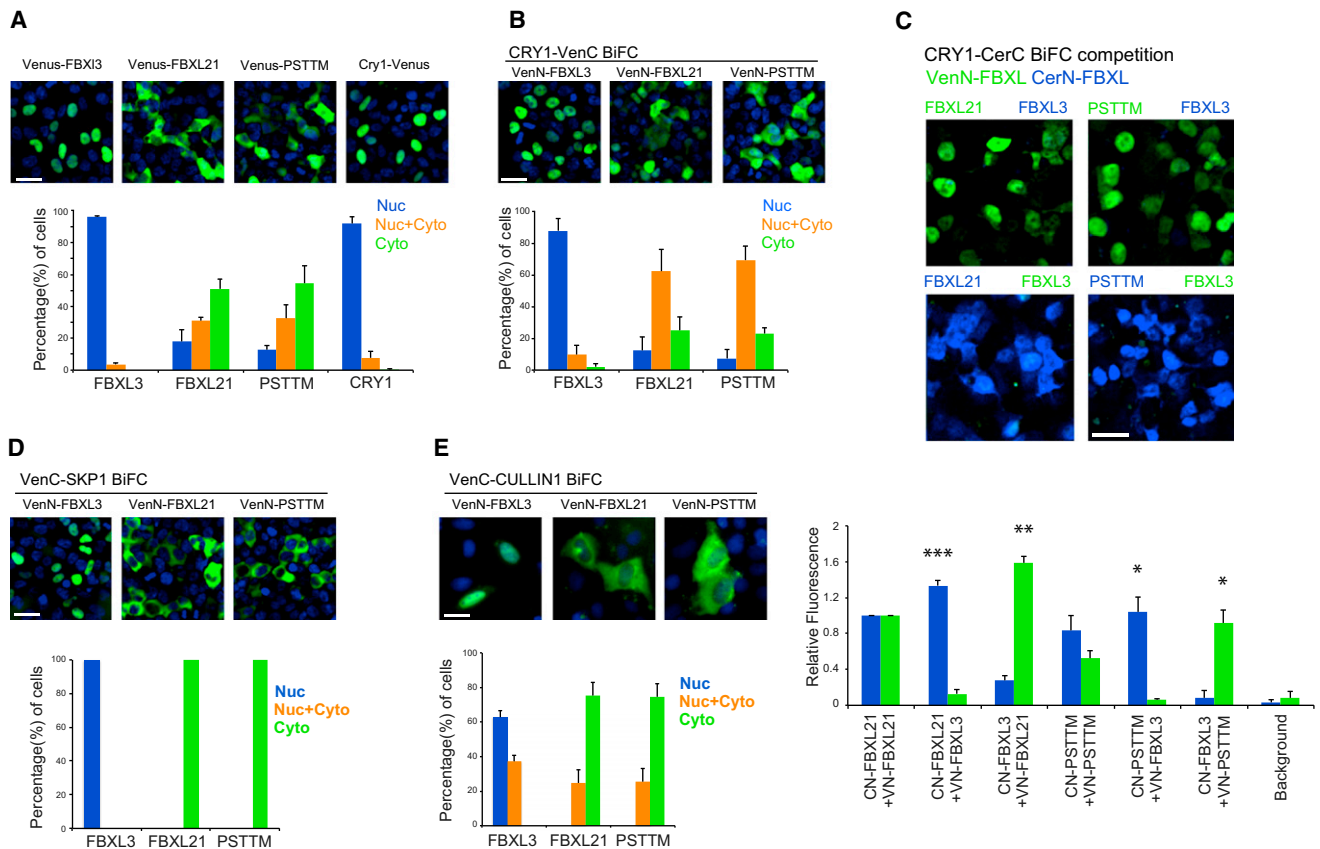 A
Venus-FBXl3 Venus-FBXL21 Venus-PSTTM Cry1-Venus
Percentage(%) of cells
100
80
60
40
20
0
Nuc
Nuc+Cyto
Cyto
FBXL3 FBXL21 PSTTM CRY1
B
CRY1-VenC BiFC
VenN-FBXL3 VenN-FBXL21 VenN-PSTTM
Percentage(%) of cells
100
80
60
40
20
0
Nuc
Nuc+Cyto
Cyto
FBXL3 FBXL21 PSTTM
C
CRY1-CerC BiFC competition
VenN-FBXL CerN-FBXL
FBXL21 FBXL3 PSTTM FBXL3
FBXL21 FBXL3 PSTTM FBXL3
Relative Fluorescence
2
1.6
1.2
0.8
0.4
0
***
**
*
*
CN-FBXL21
+VN-FBXL21
CN-FBXL21
+VN-FBXL3
CN-FBXL3
+VN-FBXL21
CN-PSTTM
+VN-PSTTM
CN-PSTTM
+VN-FBXL3
CN-FBXL3
+VN-PSTTM
Background
D
VenC-SKP1 BiFC
VenN-FBXL3 VenN-FBXL21 VenN-PSTTM
Percentage(%) of cells
100
80
60
40
20
0
Nuc
Nuc+Cyto
Cyto
FBXL3 FBXL21 PSTTM
E
VenC-CULLIN1 BiFC
VenN-FBXL3 VenN-FBXL21 VenN-PSTTM
Percentage(%) of cells
100
80
60
40
20
0
Nuc
Nuc+Cyto
Cyto
FBXL3 FBXL21 PSTTM